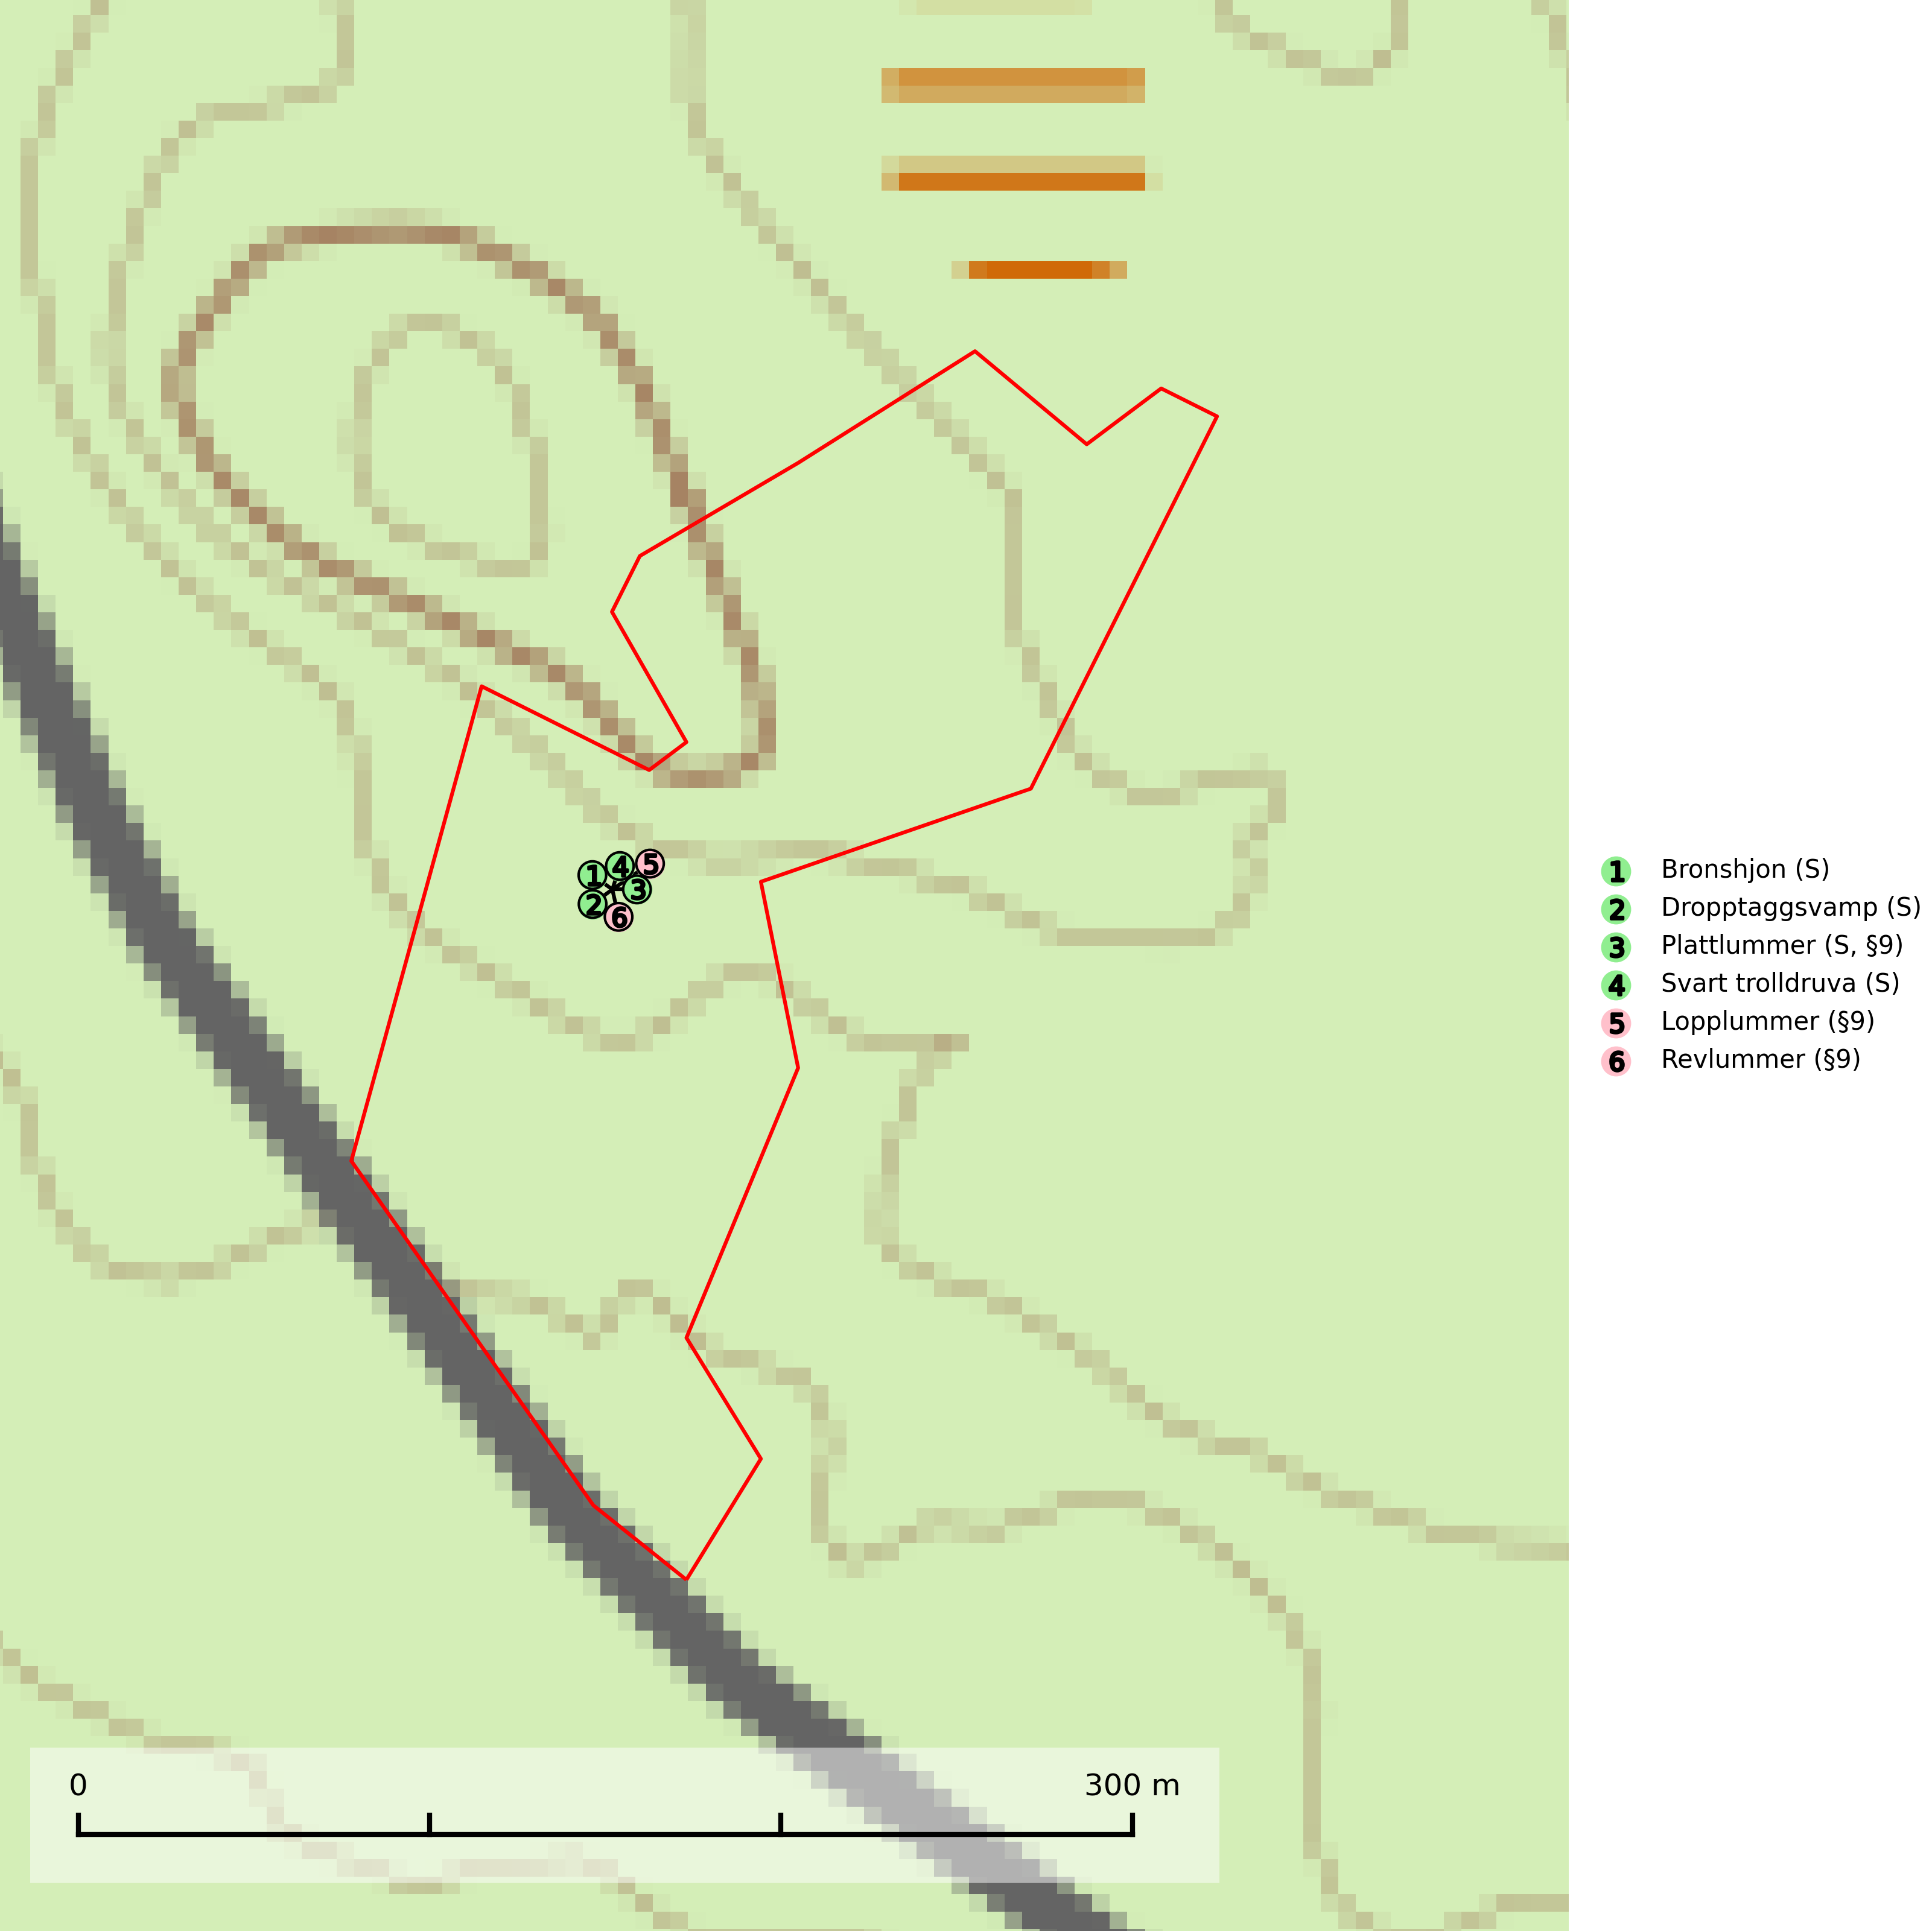 1 4 5
3
2 6
1 Bronshjon (S)
2 Dropptaggsvamp (S)
3 Plattlummer (S, §9)
4 Svart trolldruva (S)
5 Lopplummer (§9)
6 Revlummer (§9)
0 300 m